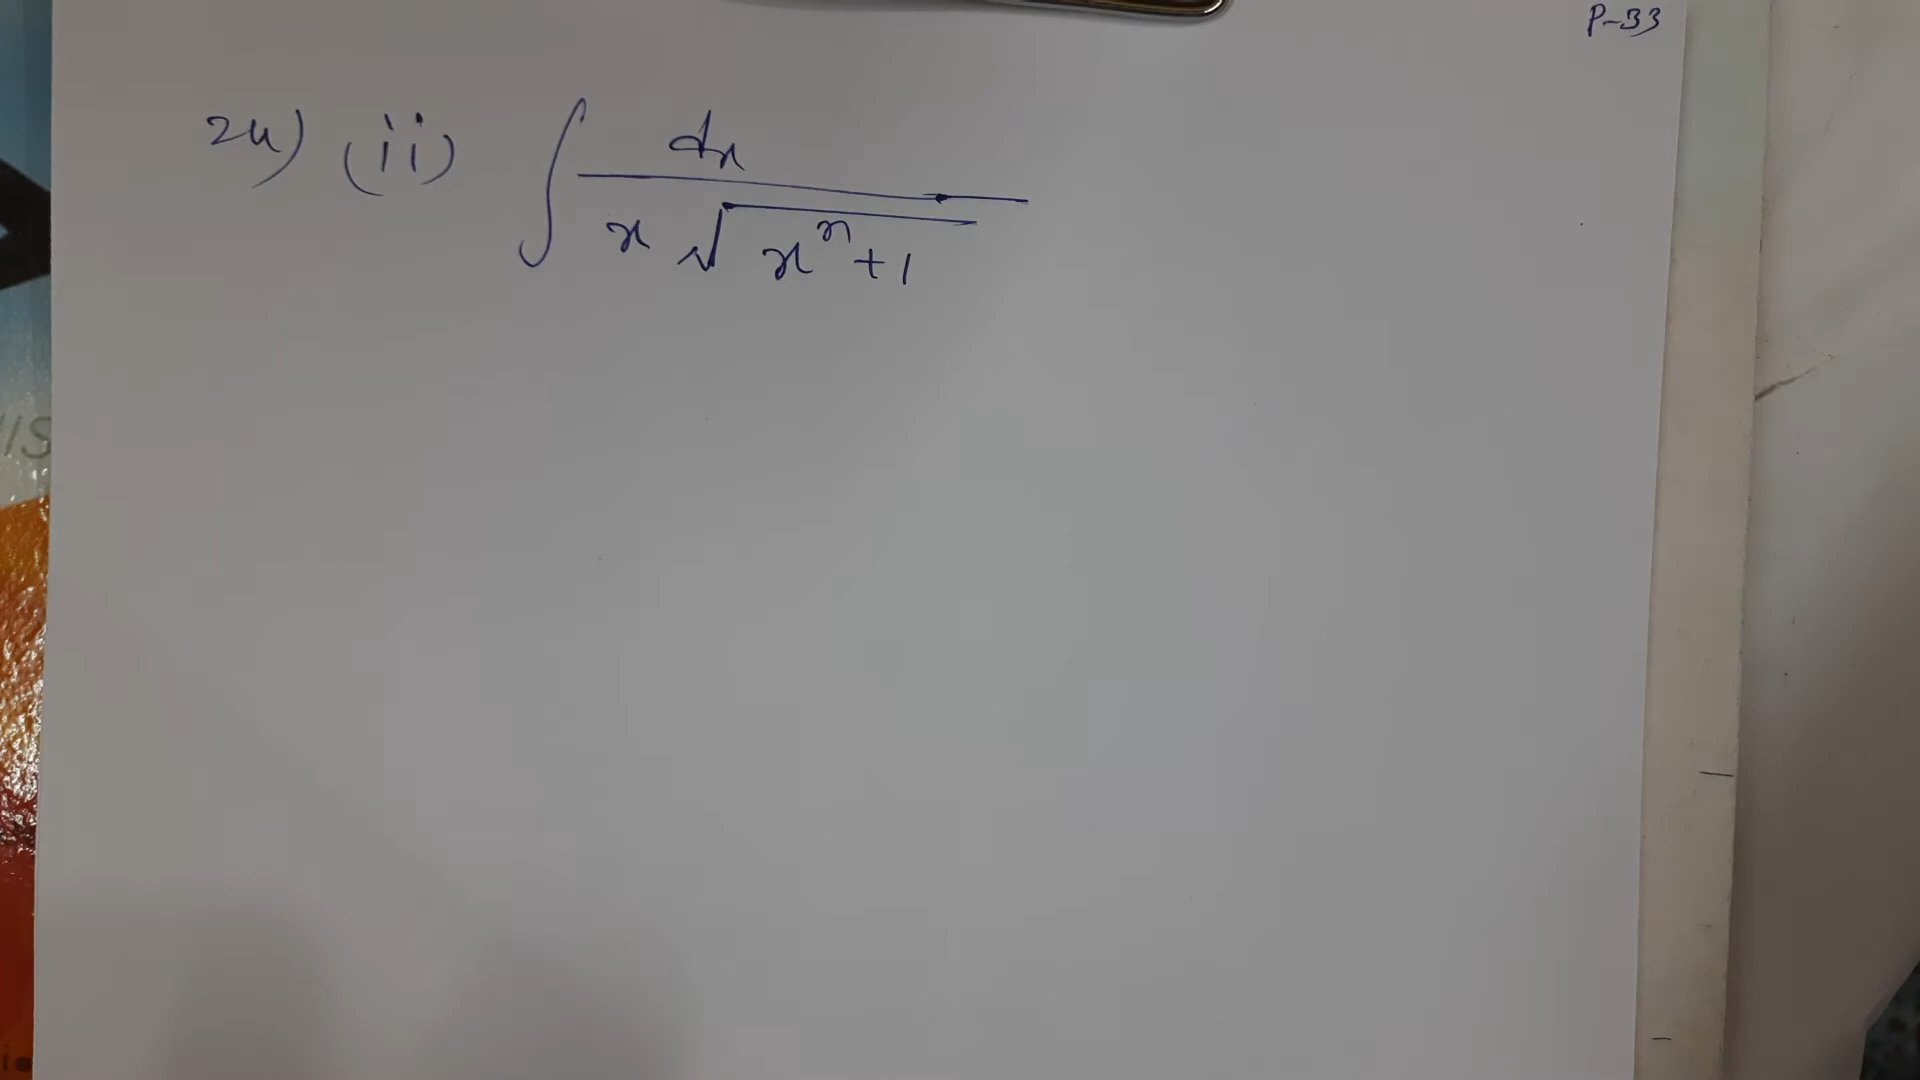 P-33
24) (ii) ∫ dx / x √(xⁿ+1)